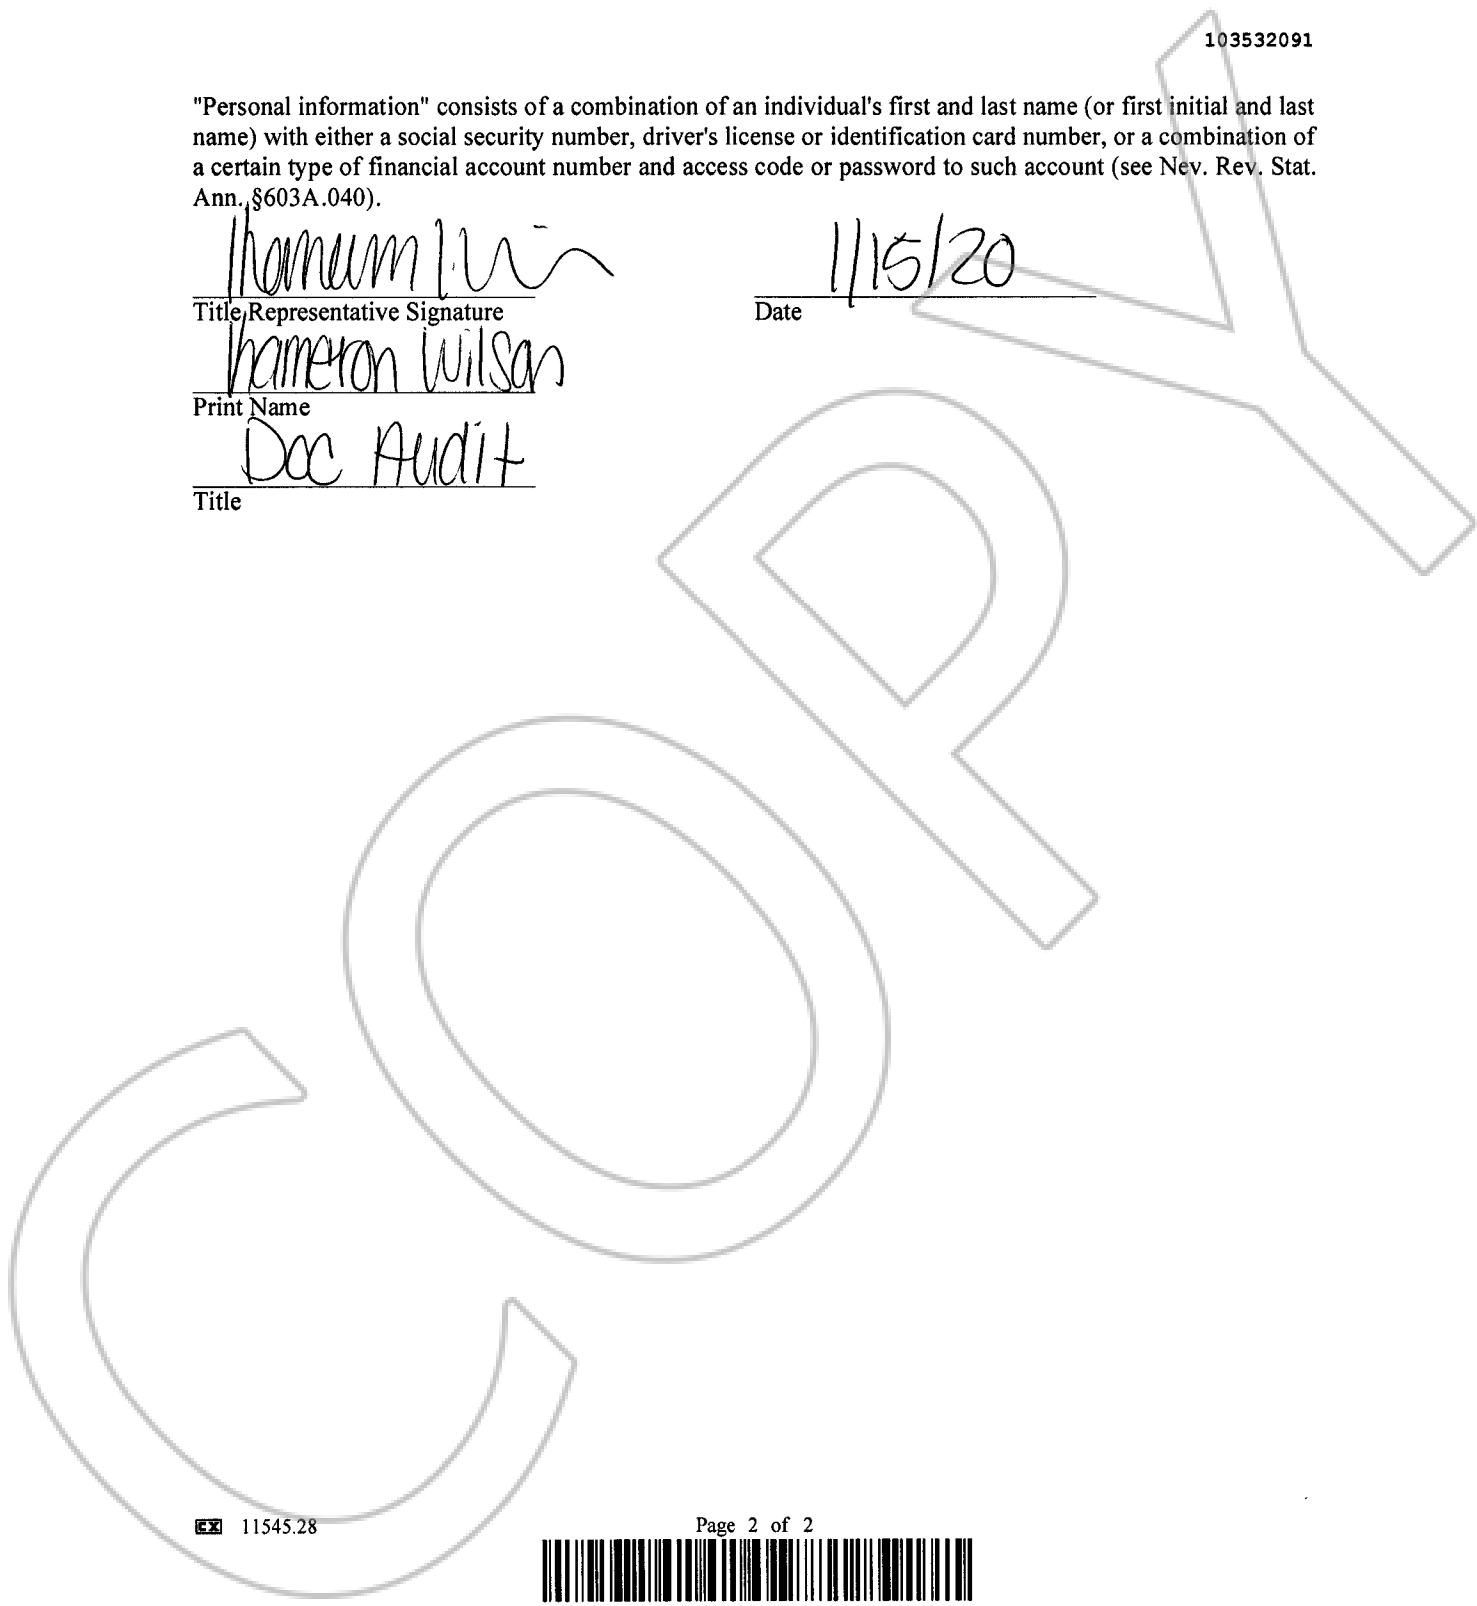 103532091
"Personal information" consists of a combination of an individual's first and last name (or first initial and last
name) with either a social security number, driver's license or identification card number, or a combination of
a certain type of financial account number and access code or password to such account (see Nev. Rev. Stat.
Ann. §603A.040).
1/15/20
Title Representative Signature
Date
Thameron Wilson
Print Name
Doc Audit
Title
COPY
CX 11545.28
Page 2 of 2